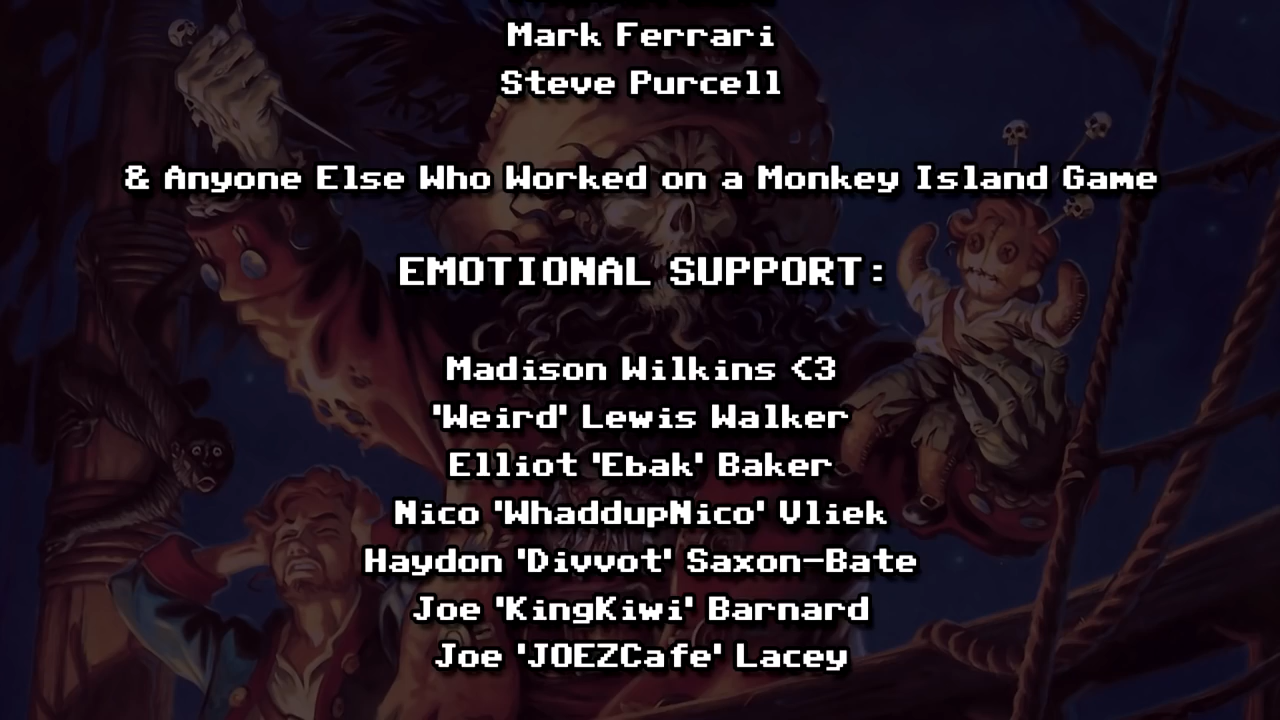 Mark Ferrari
Steve Purcell
& Anyone Else Who Worked on a Monkey Island Game
EMOTIONAL SUPPORT:
Madison Wilkins <3
'Weird' Lewis Walker
Elliot 'Ebak' Baker
Nico 'WhaddupNico' Vliek
Haydon 'Divvot' Saxon-Bate
Joe 'KingKiwi' Barnard
Joe 'JOEZCafe' Lacey